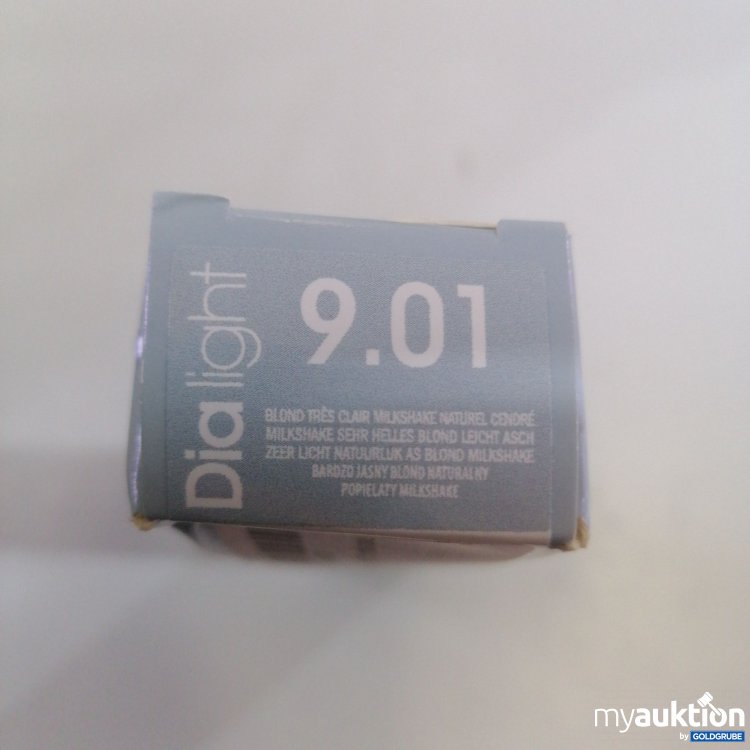 Dia light
9.01
BLOND TRÈS CLAIR MILKSHAKE NATUREL CENDRÉ
MILKSHAKE SEHR HELLES BLOND LEICHT ASCH
ZEER LICHT NATUURLIJK AS BLOND MILKSHAKE
BARDZO JASNY BLOND NATURALNY
POPIELATY MILKSHAKE
myauktion
by GOLDGRUBE